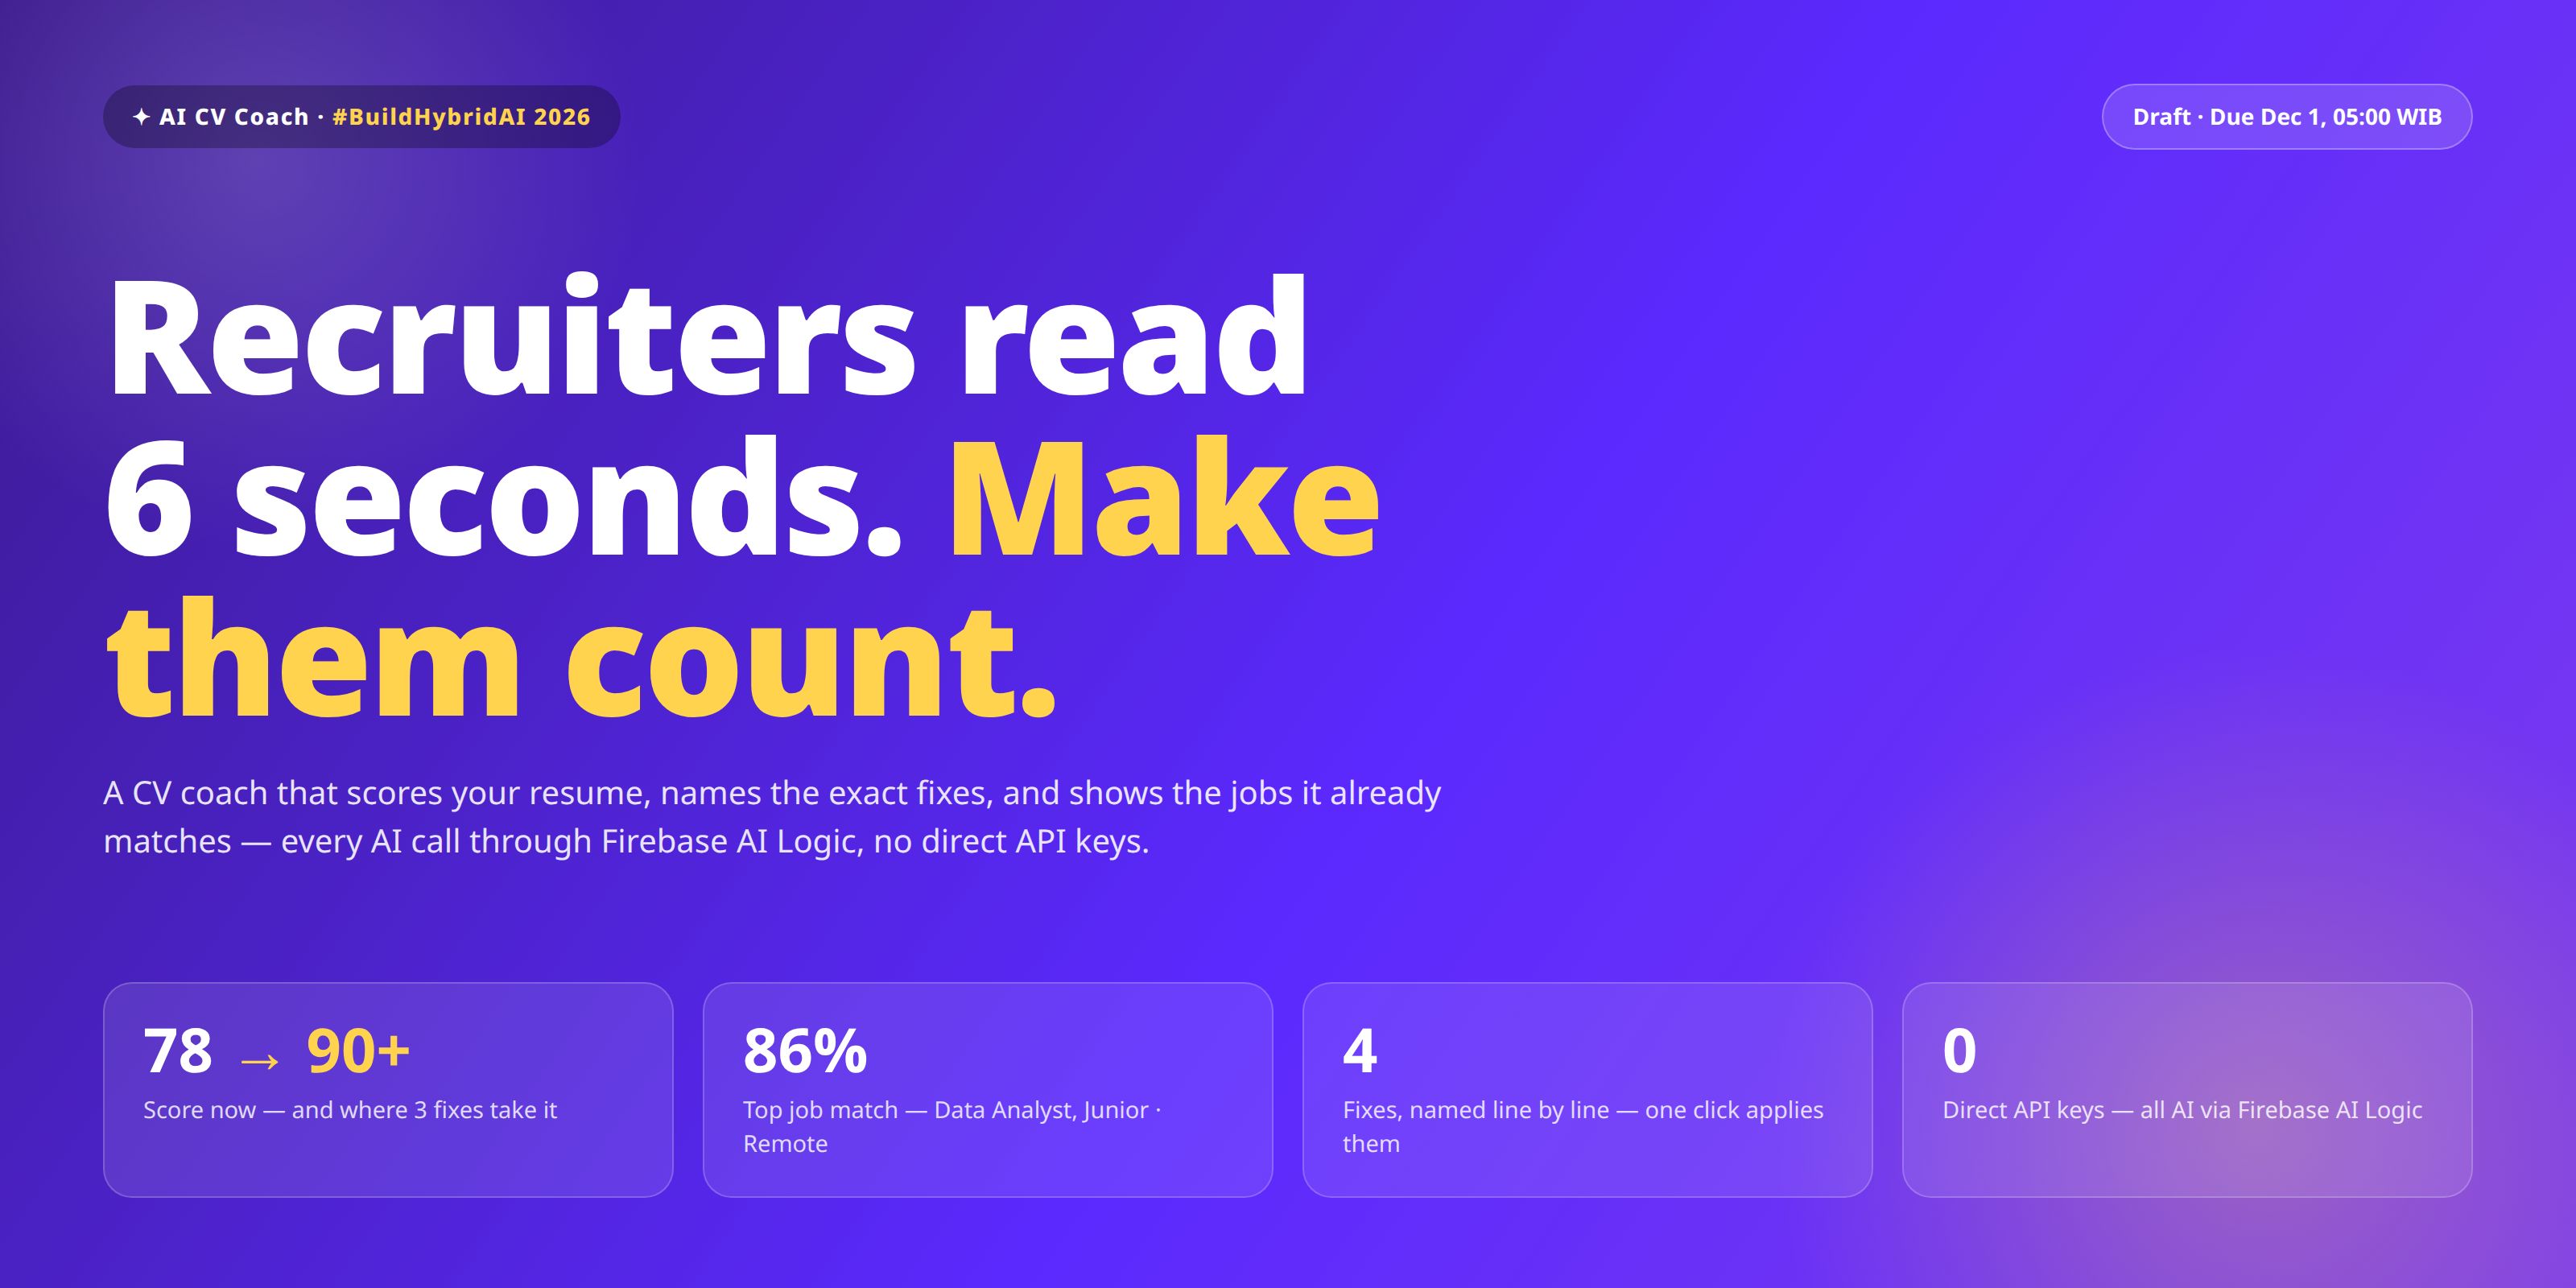 ✦ AI CV Coach · #BuildHybridAI 2026
Draft · Due Dec 1, 05:00 WIB
Recruiters read
6 seconds. Make
them count.
A CV coach that scores your resume, names the exact fixes, and shows the jobs it already
matches — every AI call through Firebase AI Logic, no direct API keys.
78 → 90+
Score now — and where 3 fixes take it
86%
Top job match — Data Analyst, Junior ·
Remote
4
Fixes, named line by line — one click applies
them
0
Direct API keys — all AI via Firebase AI Logic